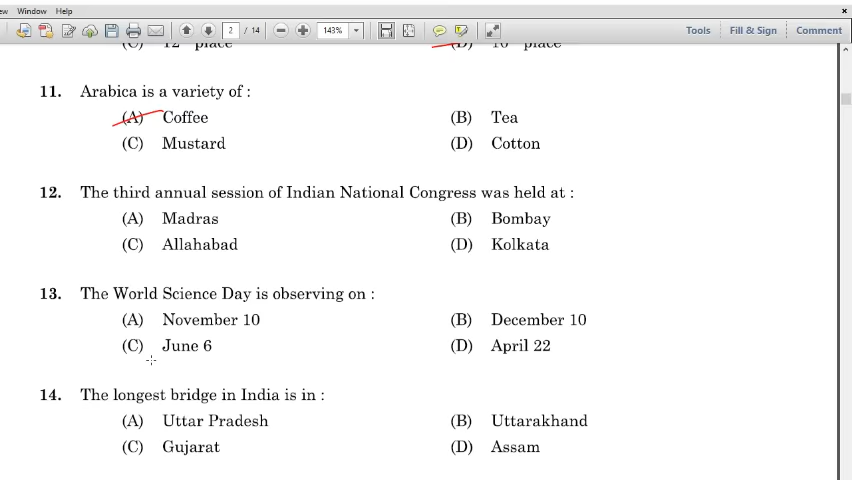 Window Help
2 / 14 143% Tools Fill & Sign Comment
place (D) place
11. Arabica is a variety of :
(A) Coffee (B) Tea
(C) Mustard (D) Cotton
12. The third annual session of Indian National Congress was held at :
(A) Madras (B) Bombay
(C) Allahabad (D) Kolkata
13. The World Science Day is observing on :
(A) November 10 (B) December 10
(C) June 6 (D) April 22
14. The longest bridge in India is in :
(A) Uttar Pradesh (B) Uttarakhand
(C) Gujarat (D) Assam